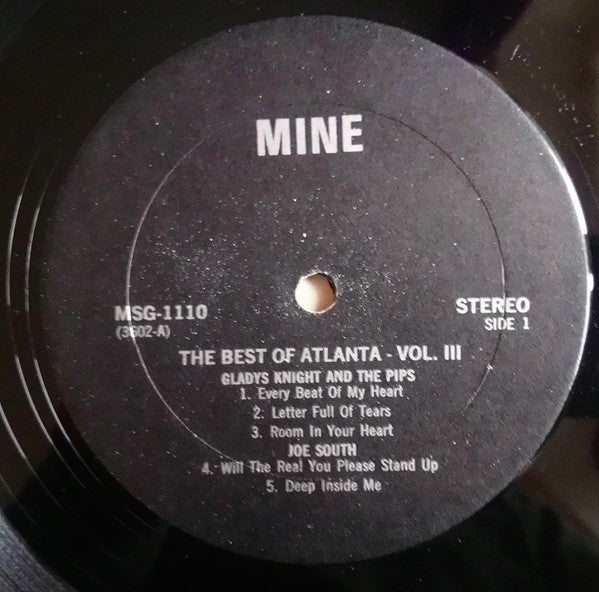 MINE
MSG-1110
(3602-A)
STEREO
SIDE 1
THE BEST OF ATLANTA - VOL. III
GLADYS KNIGHT AND THE PIPS
1. Every Beat Of My Heart
2. Letter Full Of Tears
3. Room In Your Heart
JOE SOUTH
4. Will The Real You Please Stand Up
5. Deep Inside Me